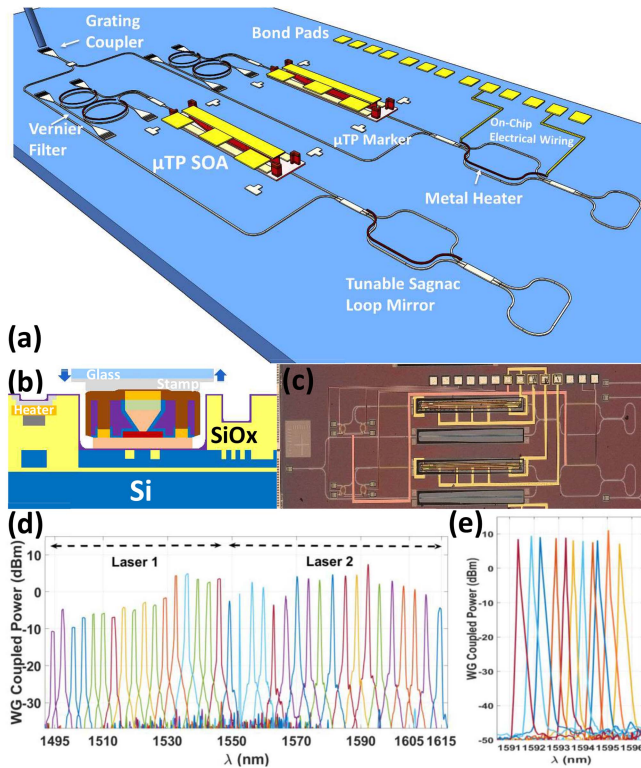 Grating
Coupler
Bond Pads
Vernier
Filter
μTP SOA
μTP Marker
On-Chip
Electrical Wiring
Metal Heater
Tunable Sagnac
Loop Mirror
(a)
(b)
Glass
Stamp
Heater
SiOx
Si
(c)
(d)
Laser 1
Laser 2
WG Coupled Power (dBm)
10
0
-10
-20
-30
1495
1510
1530
1550
1570
1590
1605
1615
λ (nm)
(e)
WG Coupled Power (dBm)
10
0
-10
-20
-30
-40
-50
1591
1592
1593
1594
1595
1596
λ (nm)